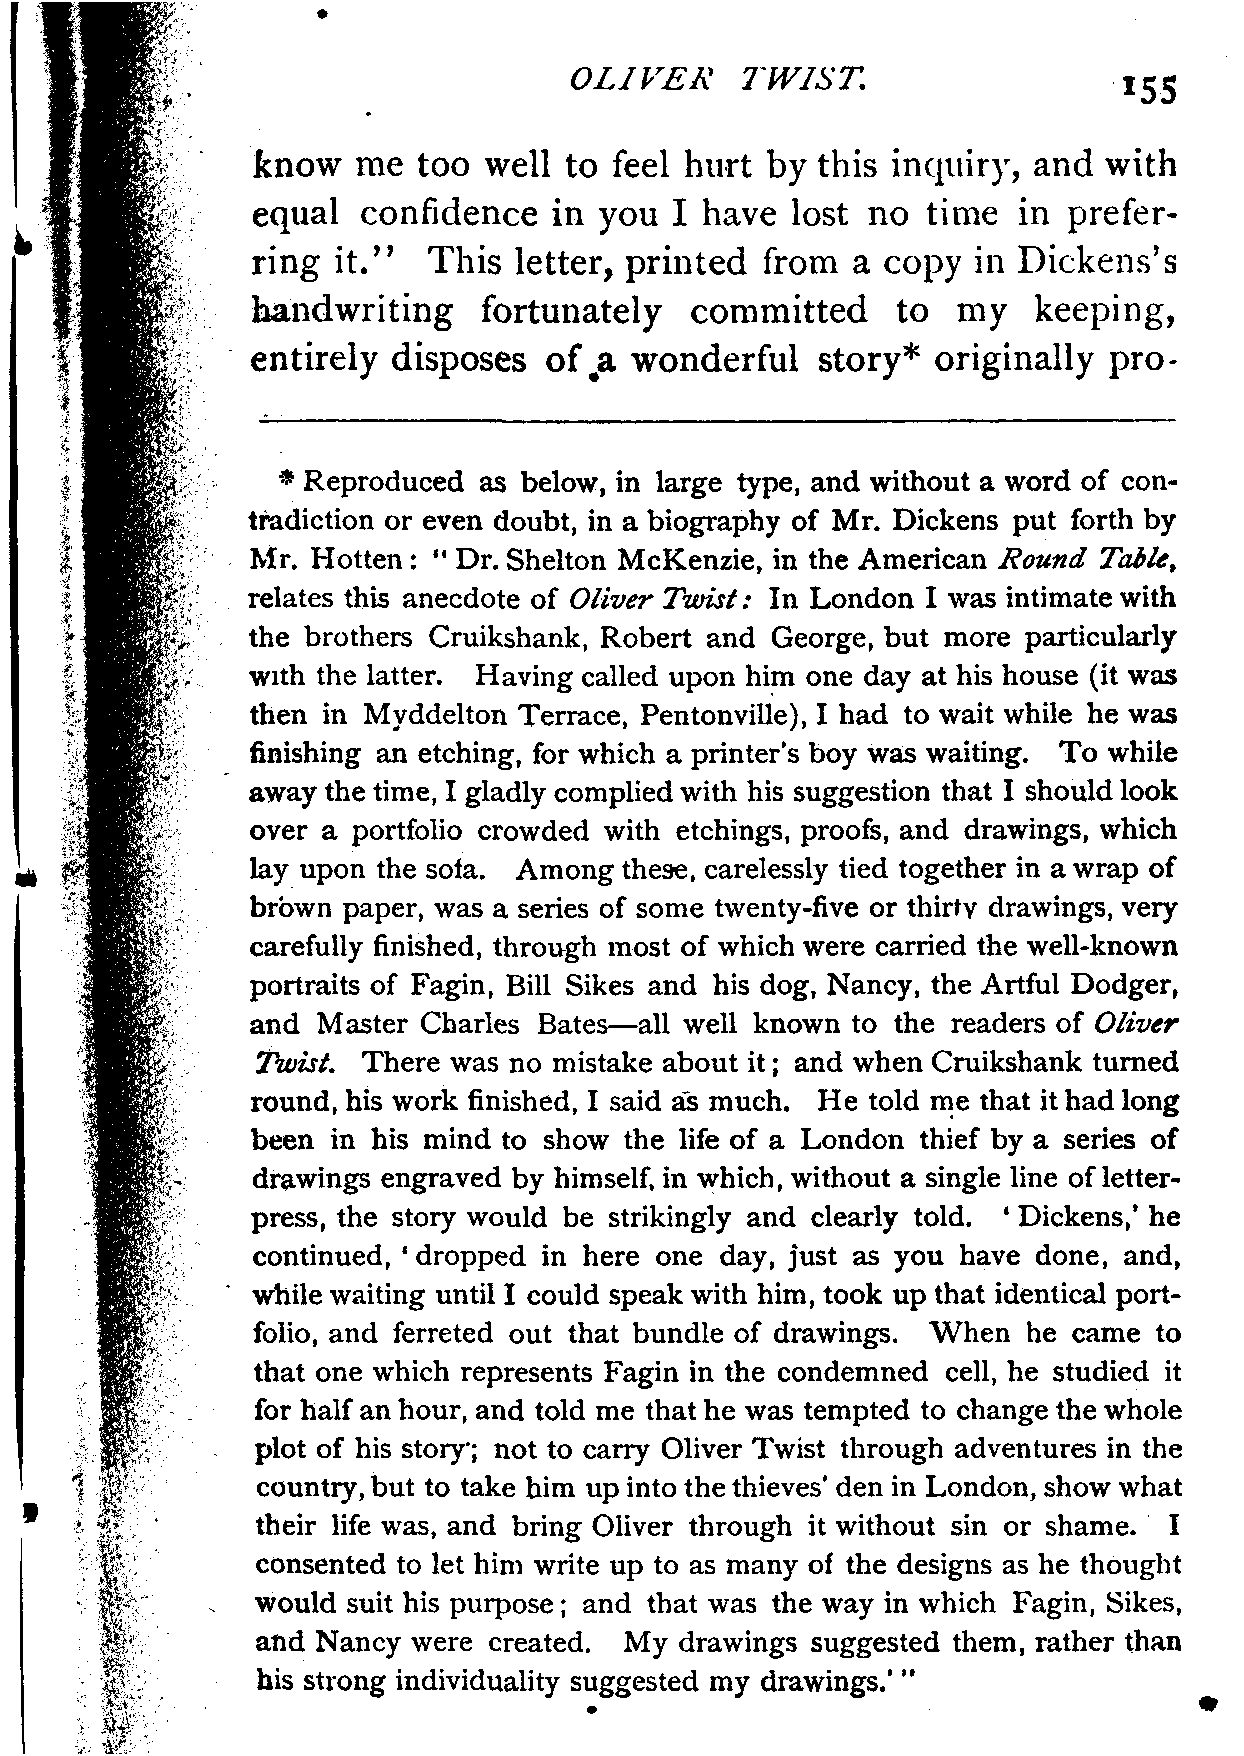 OLIVER TWIST. 155
know me too well to feel hurt by this inquiry, and with
equal confidence in you I have lost no time in prefer-
ring it.” This letter, printed from a copy in Dickens's
handwriting fortunately committed to my keeping,
entirely disposes of a wonderful story* originally pro-
* Reproduced as below, in large type, and without a word of con-
tradiction or even doubt, in a biography of Mr. Dickens put forth by
Mr. Hotten: “Dr. Shelton McKenzie, in the American Round Table,
relates this anecdote of Oliver Twist: In London I was intimate with
the brothers Cruikshank, Robert and George, but more particularly
with the latter. Having called upon him one day at his house (it was
then in Myddelton Terrace, Pentonville), I had to wait while he was
finishing an etching, for which a printer's boy was waiting. To while
away the time, I gladly complied with his suggestion that I should look
over a portfolio crowded with etchings, proofs, and drawings, which
lay upon the sofa. Among these, carelessly tied together in a wrap of
brown paper, was a series of some twenty-five or thirty drawings, very
carefully finished, through most of which were carried the well-known
portraits of Fagin, Bill Sikes and his dog, Nancy, the Artful Dodger,
and Master Charles Bates—all well known to the readers of Oliver
Twist. There was no mistake about it; and when Cruikshank turned
round, his work finished, I said as much. He told me that it had long
been in his mind to show the life of a London thief by a series of
drawings engraved by himself, in which, without a single line of letter-
press, the story would be strikingly and clearly told. ‘Dickens,’ he
continued, ‘dropped in here one day, just as you have done, and,
while waiting until I could speak with him, took up that identical port-
folio, and ferreted out that bundle of drawings. When he came to
that one which represents Fagin in the condemned cell, he studied it
for half an hour, and told me that he was tempted to change the whole
plot of his story; not to carry Oliver Twist through adventures in the
country, but to take him up into the thieves' den in London, show what
their life was, and bring Oliver through it without sin or shame. I
consented to let him write up to as many of the designs as he thought
would suit his purpose; and that was the way in which Fagin, Sikes,
and Nancy were created. My drawings suggested them, rather than
his strong individuality suggested my drawings.’”